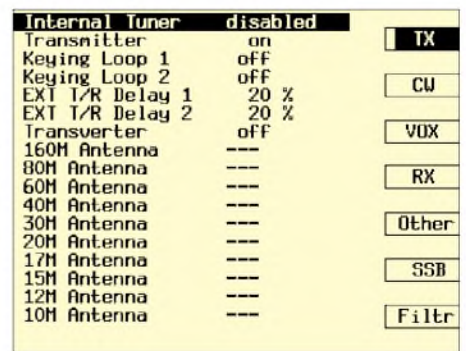 Internal Tuner disabled
Transmitter on
Keying Loop 1 off
Keying Loop 2 off
EXT T/R Delay 1 20 %
EXT T/R Delay 2 20 %
Transverter off
160M Antenna ---
80M Antenna ---
60M Antenna ---
40M Antenna ---
30M Antenna ---
20M Antenna ---
17M Antenna ---
15M Antenna ---
12M Antenna ---
10M Antenna ---
TX
CW
VOX
RX
Other
SSB
Filtr